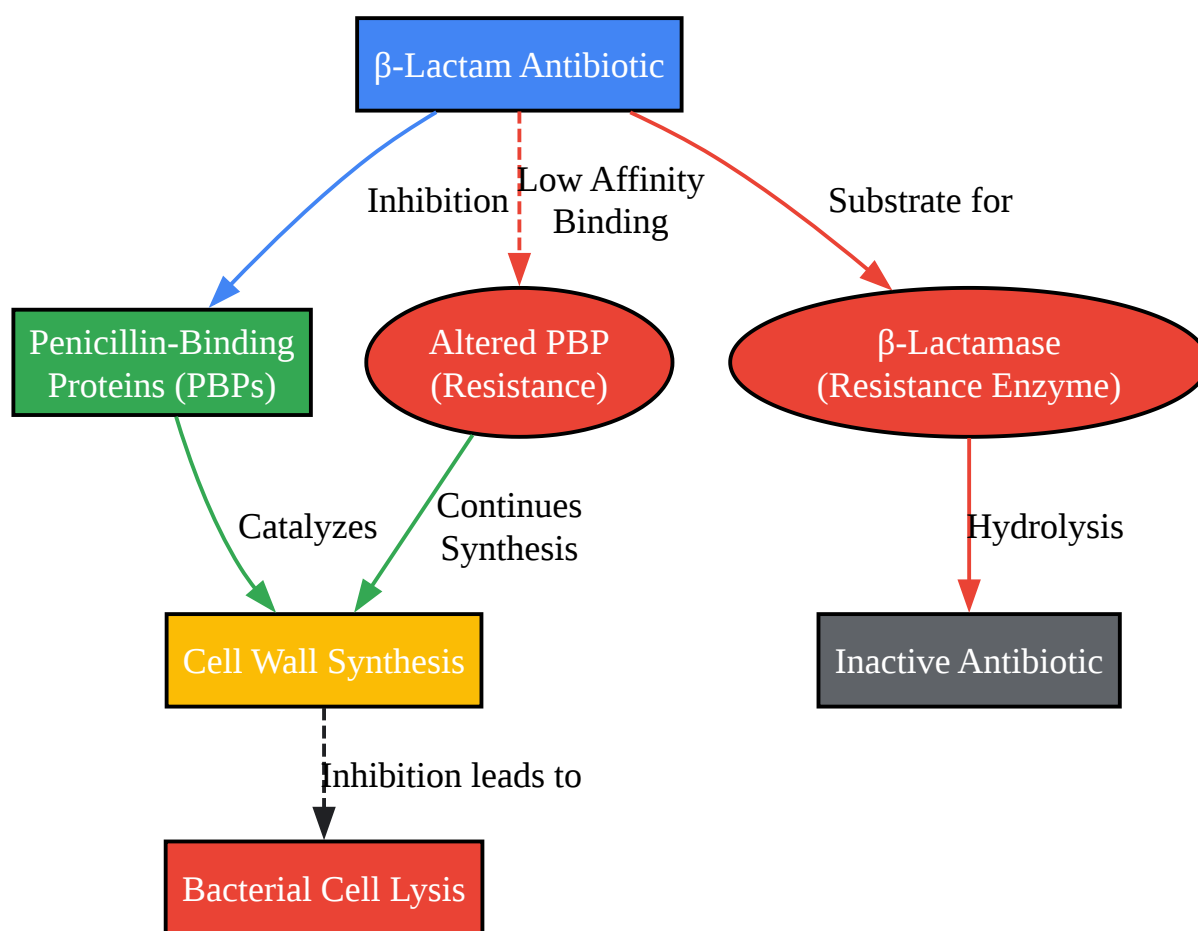 β-Lactam Antibiotic
Inhibition
Low Affinity
Binding
Substrate for
Penicillin-Binding
Proteins (PBPs)
Altered PBP
(Resistance)
β-Lactamase
(Resistance Enzyme)
Catalyzes
Continues
Synthesis
Hydrolysis
Cell Wall Synthesis
Inactive Antibiotic
Inhibition leads to
Bacterial Cell Lysis